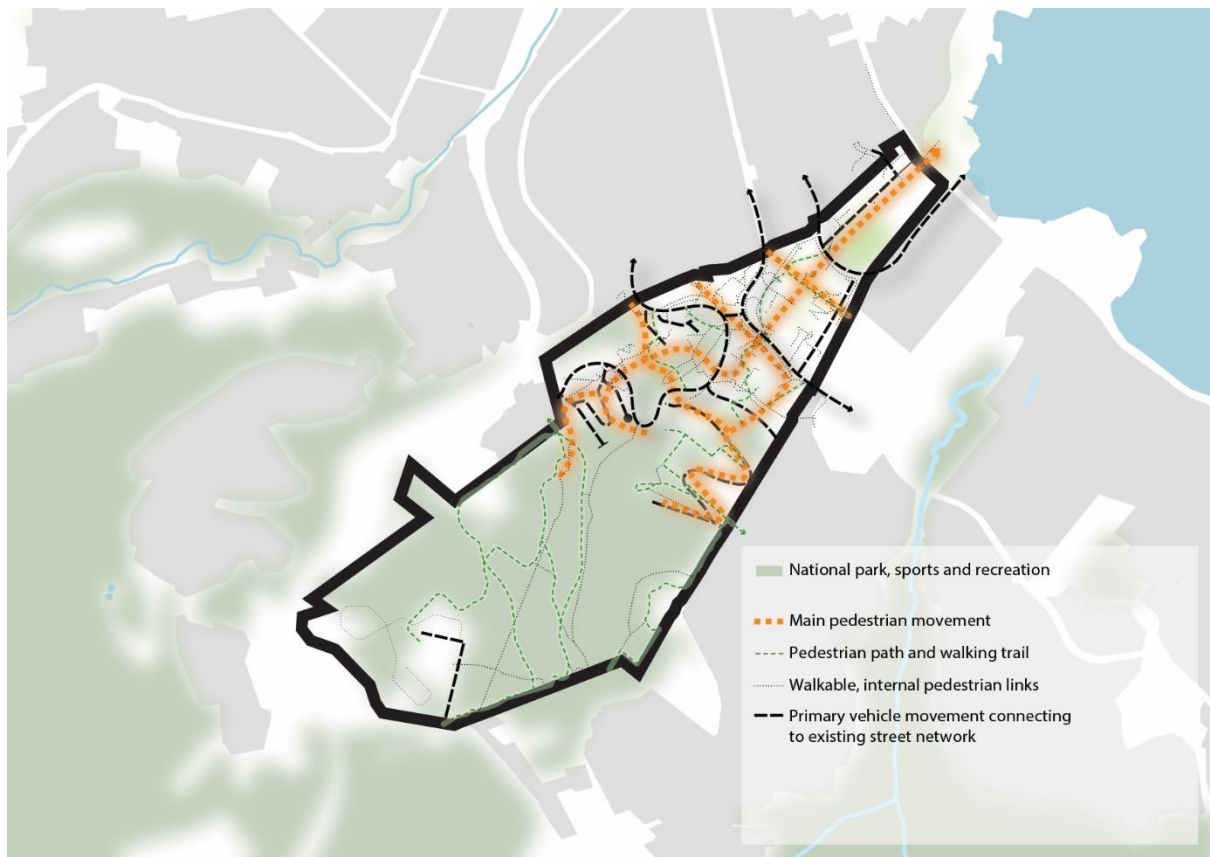 National park, sports and recreation
Main pedestrian movement
Pedestrian path and walking trail
Walkable, internal pedestrian links
Primary vehicle movement connecting
to existing street network